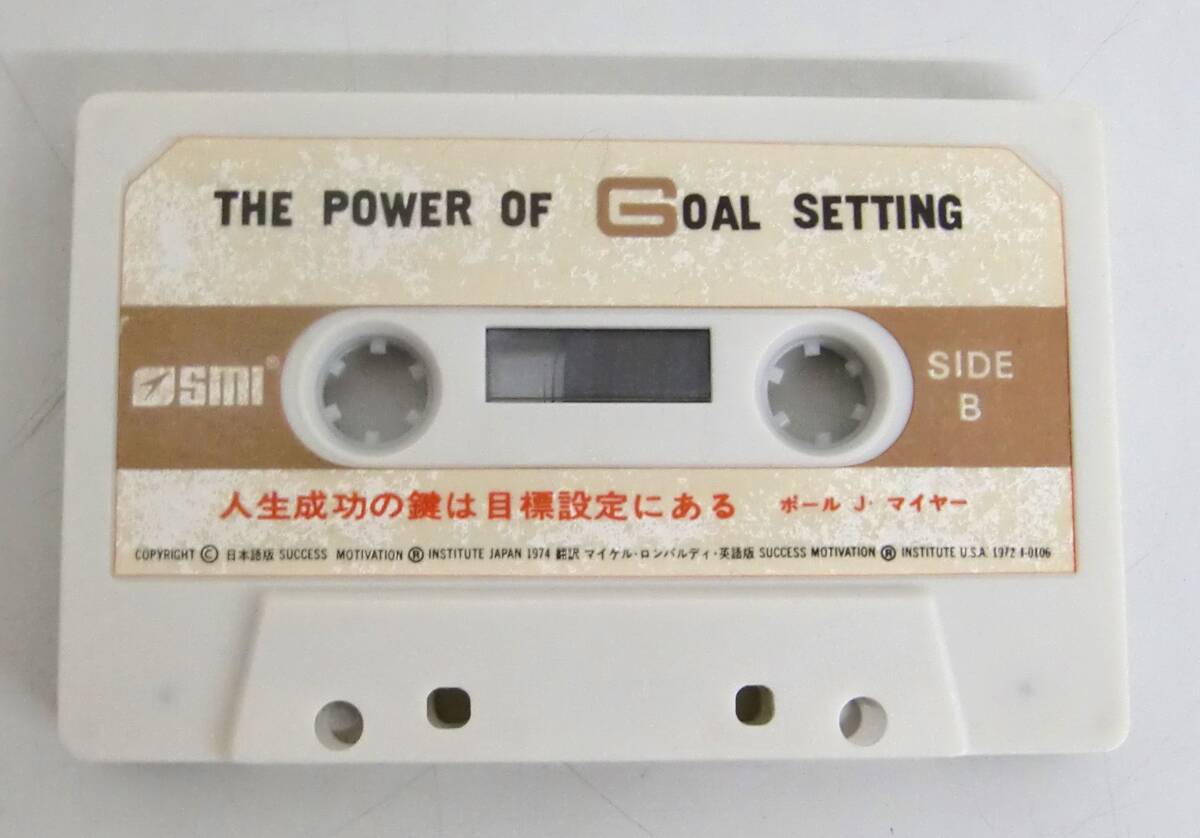 THE POWER OF GOAL SETTING
SMI®
SIDE
B
人生成功の鍵は目標設定にある ポール J・マイヤー
COPYRIGHT © 日本語版 SUCCESS MOTIVATION ® INSTITUTE JAPAN 1974 翻訳 マイケル・ロンバルディ・英語版 SUCCESS MOTIVATION ® INSTITUTE U.S.A. 1972 I-0106